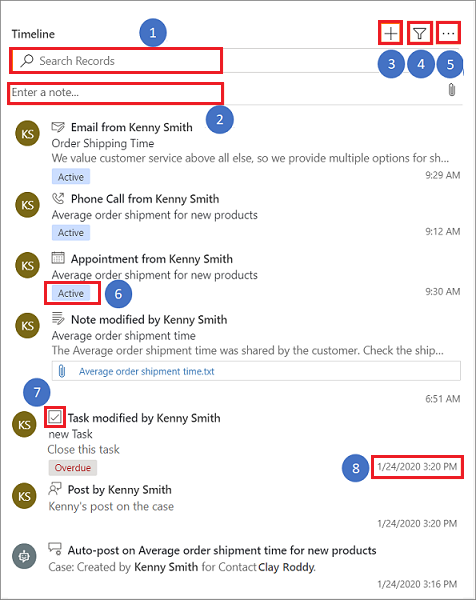 1
Timeline
3
4
5
Search Records
Enter a note...
2
KS
Email from Kenny Smith
Order Shipping Time
We value customer service above all else, so we provide multiple options for sh...
Active
9:29 AM
KS
Phone Call from Kenny Smith
Average order shipment for new products
Active
9:12 AM
KS
Appointment from Kenny Smith
Average order shipment for new products
Active
6
9:30 AM
KS
Note modified by Kenny Smith
Average order shipment time
The Average order shipment time was shared by the customer. Check the ship...
Average order shipment time.txt
6:51 AM
7
KS
Task modified by Kenny Smith
new Task
Close this task
Overdue
8
1/24/2020 3:20 PM
KS
Post by Kenny Smith
Kenny's post on the case
1/24/2020 3:20 PM
Auto-post on Average order shipment time for new products
Case: Created by Kenny Smith for Contact Clay Roddy.
1/24/2020 3:16 PM